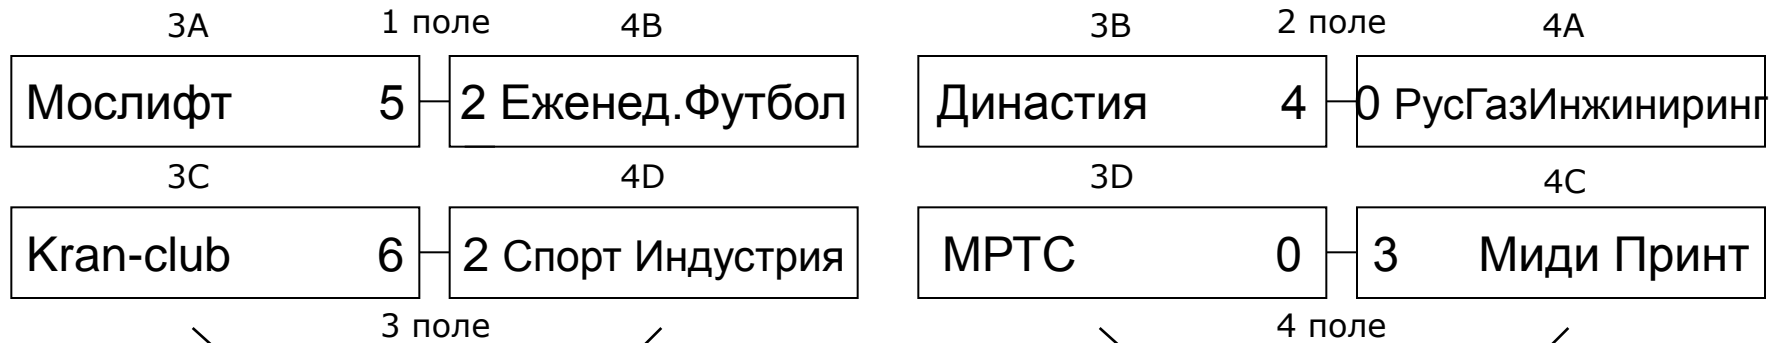 3A 1 поле 4B 3B 2 поле 4A
Мослифт 5 2 Еженед.Футбол Династия 4 0 РусГазИнжиниринг
3C 4D 3D 4C
Kran-club 6 2 Спорт Индустрия МРТС 0 3 Миди Принт
3 поле 4 поле